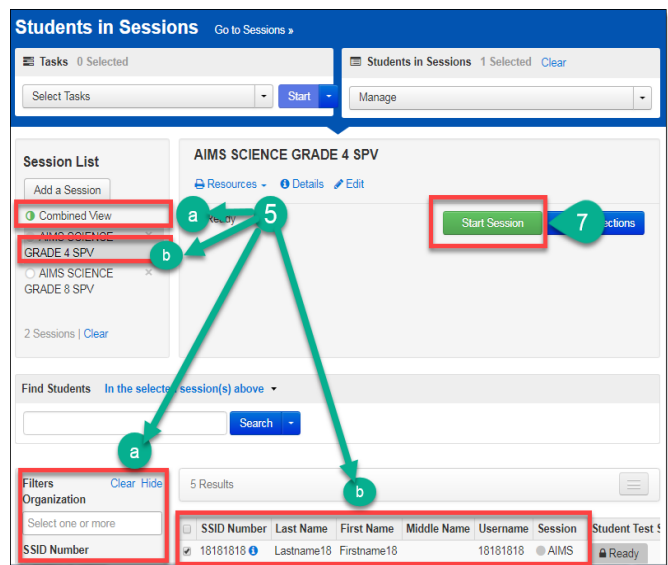 Students in Sessions Go to Sessions »
Tasks 0 Selected
Students in Sessions 1 Selected Clear
Select Tasks
Start
Manage
Session List
AIMS SCIENCE GRADE 4 SPV
Add a Session
Resources Details Edit
Combined View
a
Ready
5
Start Session
7
ections
AIMS SCIENCE ×
GRADE 4 SPV
b
AIMS SCIENCE ×
GRADE 8 SPV
2 Sessions | Clear
Find Students In the selected session(s) above
Search
a
Filters Clear Hide
5 Results
b
Organization
Select one or more
SSID Number Last Name First Name Middle Name Username Session Student Test S
SSID Number
18181818 Lastname18 Firstname18 18181818 AIMS Ready